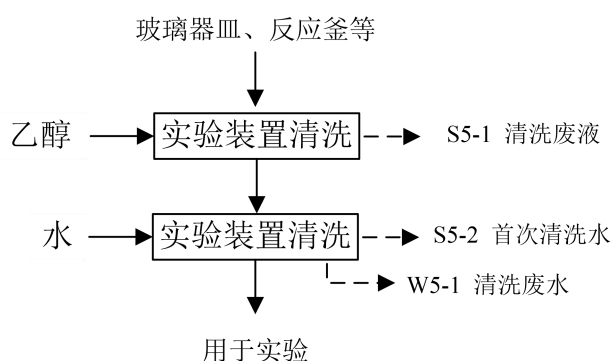 玻璃器皿、反应釜等
乙醇
实验装置清洗
S5-1 清洗废液
水
实验装置清洗
S5-2 首次清洗水
W5-1 清洗废水
用于实验